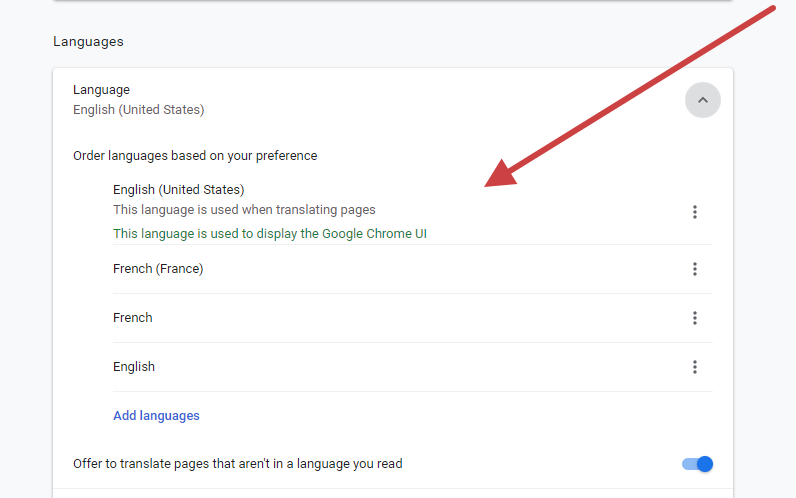 Languages
Language
English (United States)
Order languages based on your preference
English (United States)
This language is used when translating pages
This language is used to display the Google Chrome UI
French (France)
French
English
Add languages
Offer to translate pages that aren't in a language you read